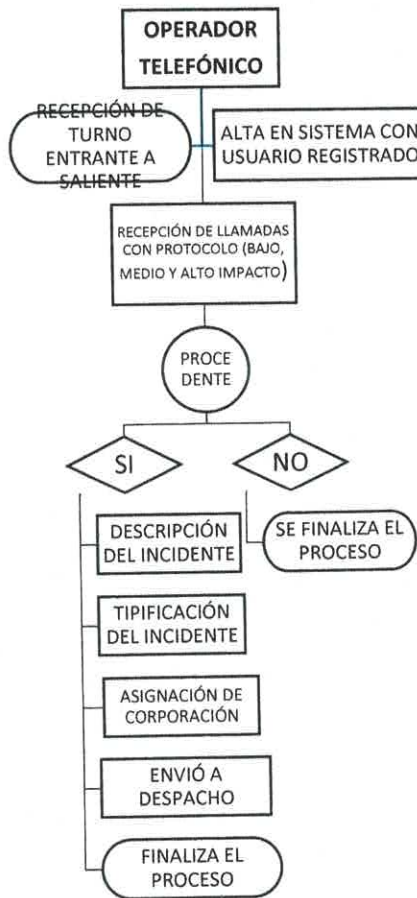 OPERADOR
TELEFÓNICO
RECEPCIÓN DE
TURNO
ENTRANTE A
SALIENTE
ALTA EN SISTEMA CON
USUARIO REGISTRADO
RECEPCIÓN DE LLAMADAS
CON PROTOCOLO (BAJO,
MEDIO Y ALTO IMPACTO)
PROCE
DENTE
SI
NO
DESCRIPCIÓN
DEL INCIDENTE
SE FINALIZA EL
PROCESO
TIPIFICACIÓN
DEL INCIDENTE
ASIGNACIÓN DE
CORPORACIÓN
ENVIÓ A
DESPACHO
FINALIZA EL
PROCESO